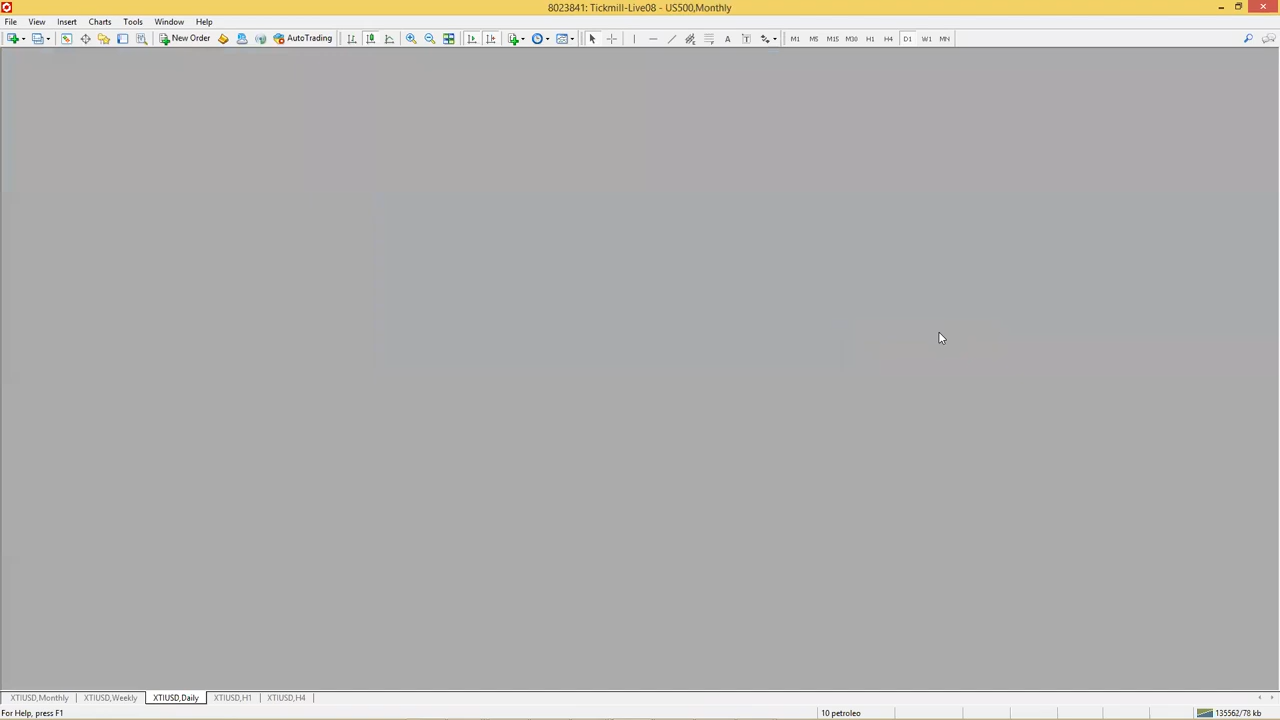 8023841: Tickmill-Live08 - US500,Monthly
File View Insert Charts Tools Window Help
New Order AutoTrading A T M1 M5 M15 M30 H1 H4 D1 W1 MN
XTIUSD,Monthly XTIUSD,Weekly XTIUSD,Daily XTIUSD,H1 XTIUSD,H4
For Help, press F1 10 petroleo 135562/78 kb